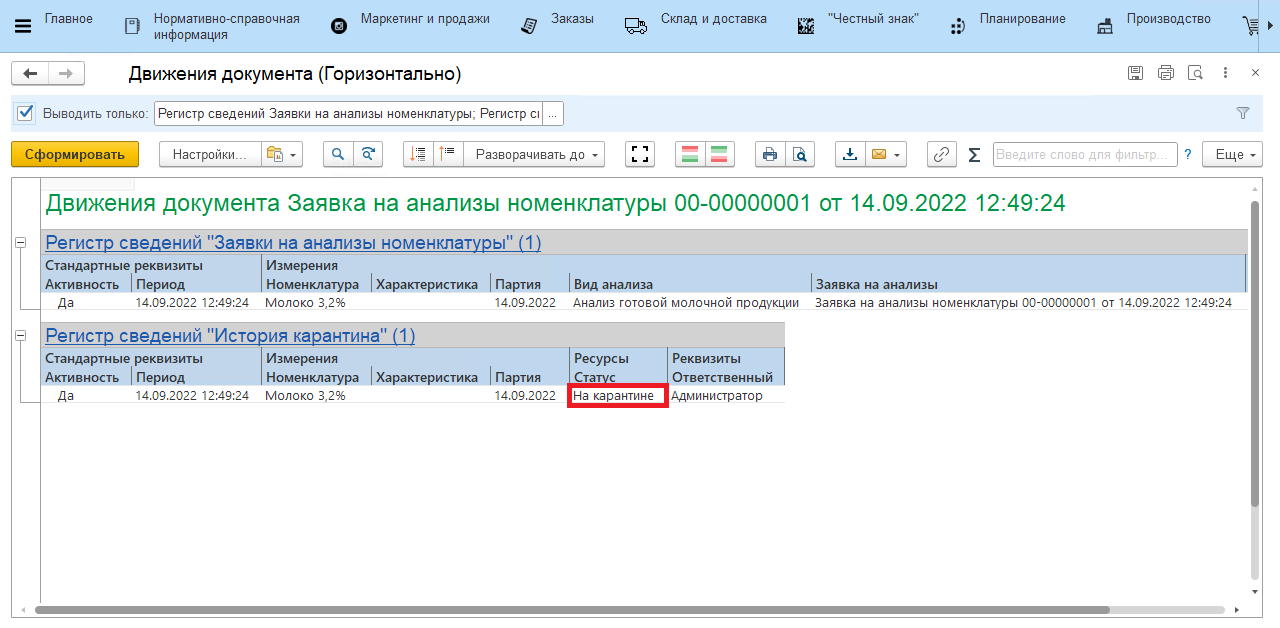 Главное
Нормативно-справочная
информация
Маркетинг и продажи
Заказы
Склад и доставка
"Честный знак"
Планирование
Производство
Движения документа (Горизонтально)
Выводить только: Регистр сведений Заявки на анализы номенклатуры; Регистр с ...
Сформировать Настройки... Разворачивать до Σ Введите слово для фильтр... ? Еще
Движения документа Заявка на анализы номенклатуры 00-00000001 от 14.09.2022 12:49:24
Регистр сведений "Заявки на анализы номенклатуры" (1)
Стандартные реквизиты Измерения
Активность Период Номенклатура Характеристика Партия Вид анализа Заявка на анализы
Да 14.09.2022 12:49:24 Молоко 3,2% 14.09.2022 Анализ готовой молочной продукции Заявка на анализы номенклатуры 00-00000001 от 14.09.2022 12:49:24
Регистр сведений "История карантина" (1)
Стандартные реквизиты Измерения Ресурсы Реквизиты
Активность Период Номенклатура Характеристика Партия Статус Ответственный
Да 14.09.2022 12:49:24 Молоко 3,2% 14.09.2022 На карантине Администратор